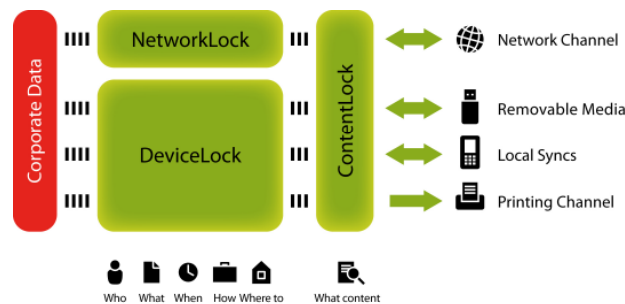 Corporate Data
NetworkLock
DeviceLock
ContentLock
Network Channel
Removable Media
Local Syncs
Printing Channel
Who What When How Where to What content